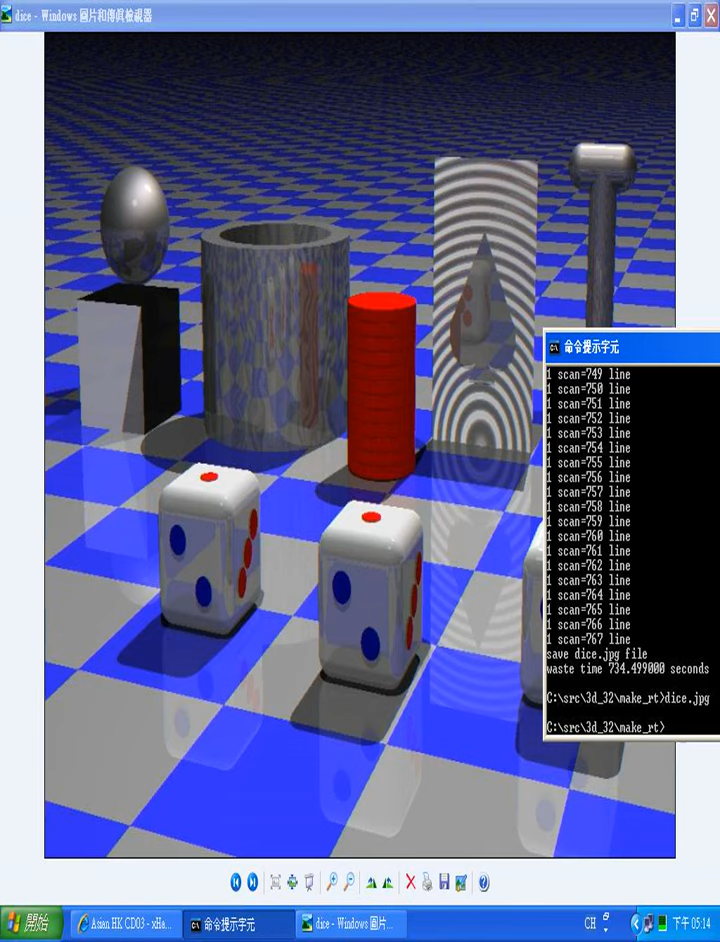 dice - Windows 圖片和傳真檢視器
命令提示字元
1 scan=749 line
1 scan=750 line
1 scan=751 line
1 scan=752 line
1 scan=753 line
1 scan=754 line
1 scan=755 line
1 scan=756 line
1 scan=757 line
1 scan=758 line
1 scan=759 line
1 scan=760 line
1 scan=761 line
1 scan=762 line
1 scan=763 line
1 scan=764 line
1 scan=765 line
1 scan=766 line
1 scan=767 line
save dice.jpg file
waste time 734.499000 seconds
C:\src\3d_32\make_rt>dice.jpg
C:\src\3d_32\make_rt>
開始
Asian HK CD03 - xHa...
命令提示字元
dice - Windows 圖片...
CH
下午 05:14